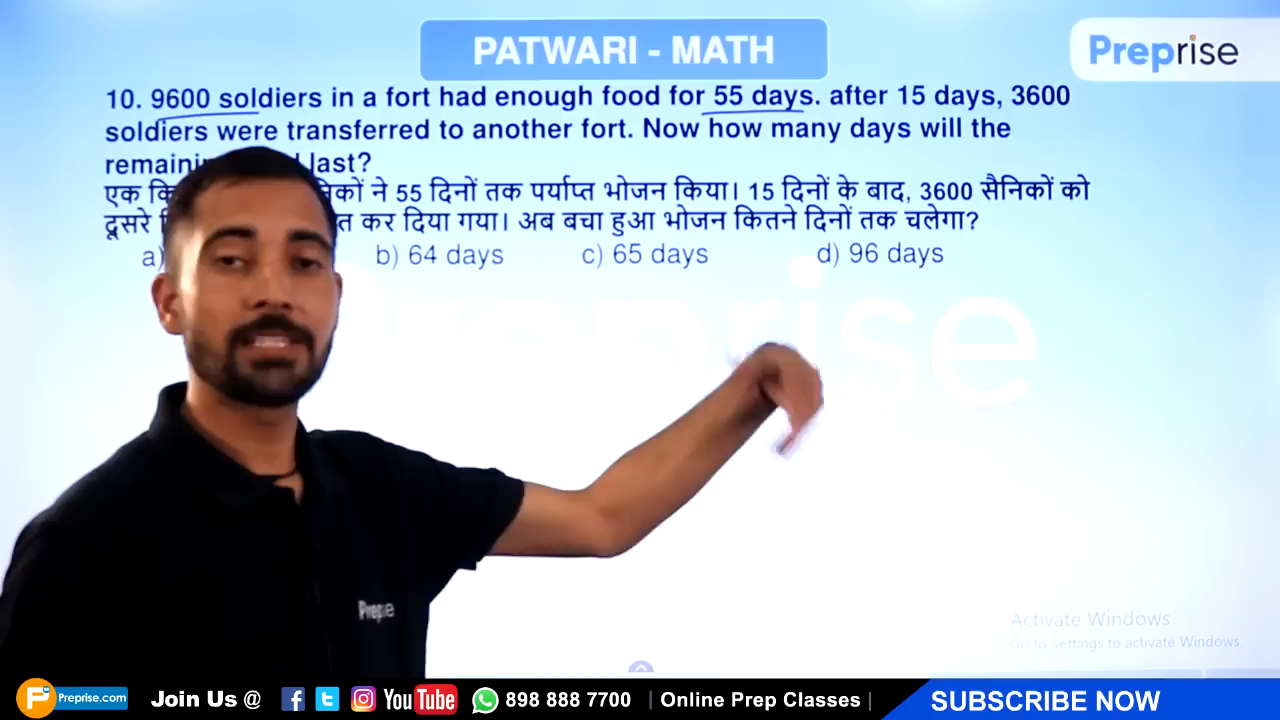 PATWARI - MATH
Preprise
10. 9600 soldiers in a fort had enough food for 55 days. after 15 days, 3600
soldiers were transferred to another fort. Now how many days will the
last?
एक 55 दिनों तक पर्याप्त भोजन किया। 15 दिनों के बाद, 3600 सैनिकों को
दूसरे कर दिया गया। अब बचा हुआ भोजन कितने दिनों तक चलेगा?
a) b) 64 days c) 65 days d) 96 days
Activate Windows
Go to Settings to activate Windows.
Preprise.com Join Us @ YouTube 898 888 7700 | Online Prep Classes | SUBSCRIBE NOW